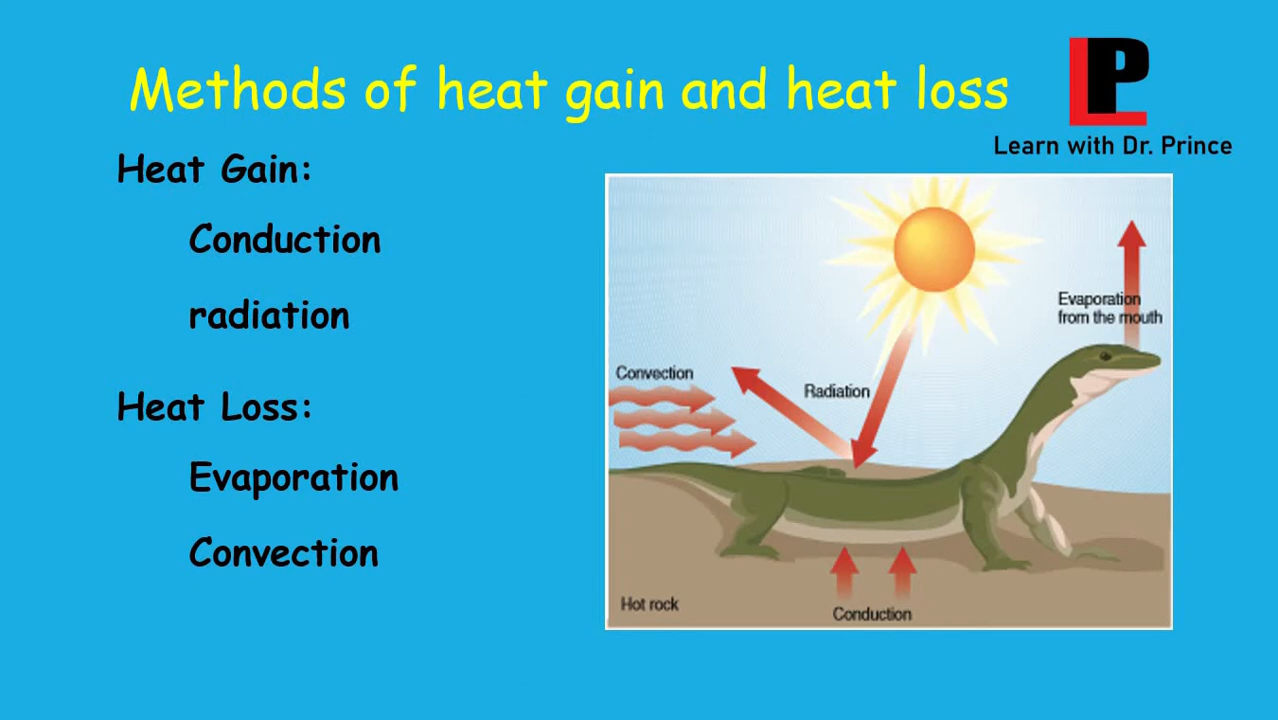 Methods of heat gain and heat loss
LP
Learn with Dr. Prince
Heat Gain:
Conduction
radiation
Heat Loss:
Evaporation
Convection
Evaporation
from the mouth
Convection
Radiation
Hot rock
Conduction